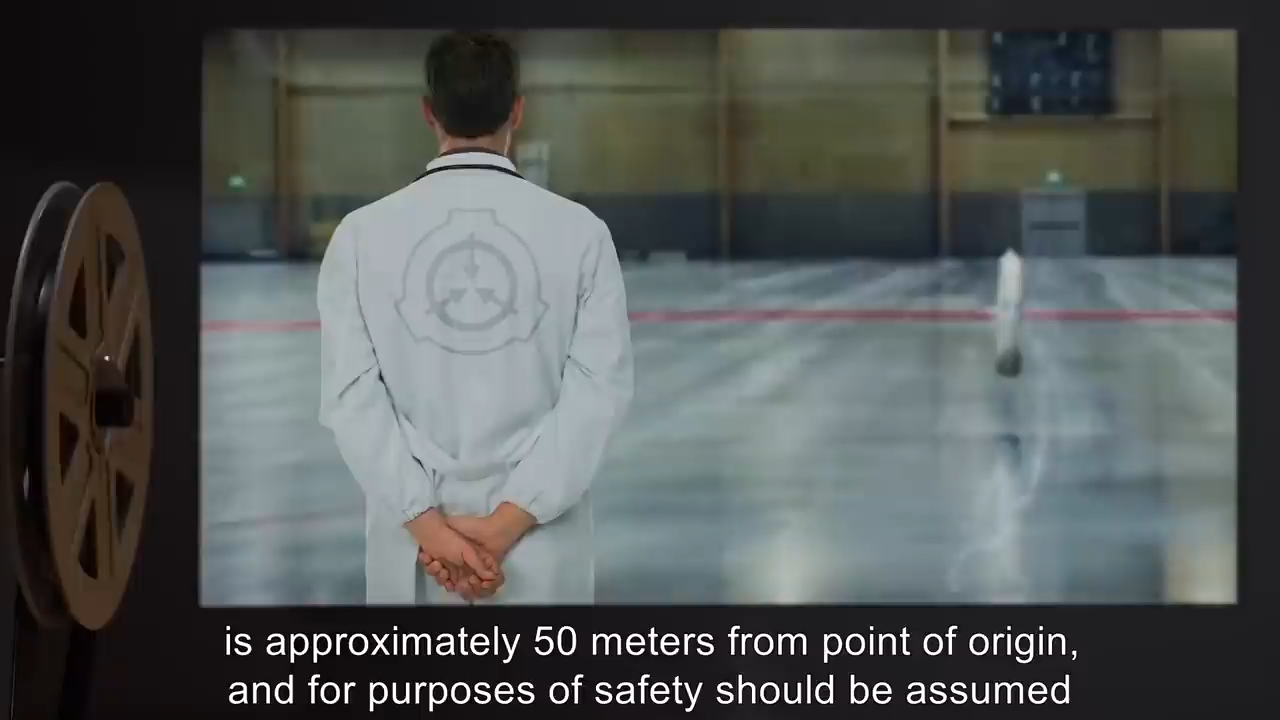 is approximately 50 meters from point of origin,
and for purposes of safety should be assumed